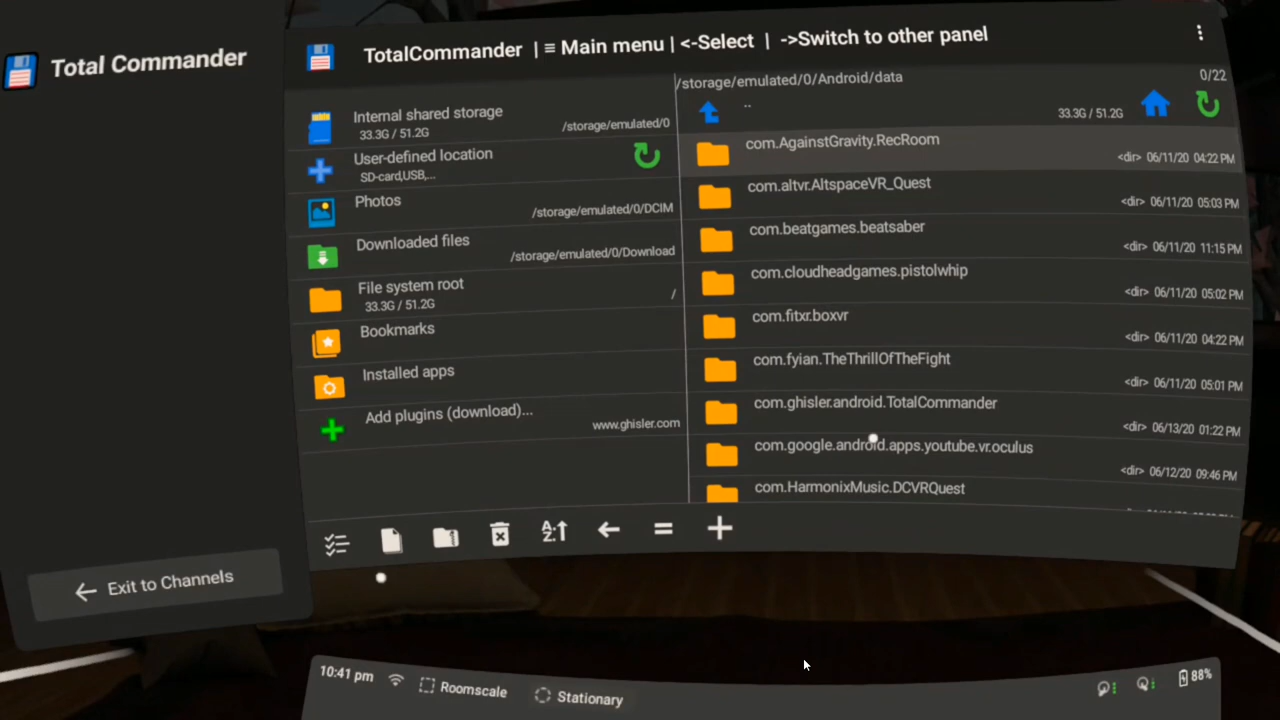 Total Commander
TotalCommander | ≡ Main menu | <-Select | ->Switch to other panel
Internal shared storage
33.3G / 51.2G
/storage/emulated/0
User-defined location
SD-card,USB,...
Photos
/storage/emulated/0/DCIM
Downloaded files
/storage/emulated/0/Download
File system root
33.3G / 51.2G
/
Bookmarks
Installed apps
Add plugins (download)...
www.ghisler.com
/storage/emulated/0/Android/data
0/22
..
33.3G / 51.2G
com.AgainstGravity.RecRoom
<dir> 06/11/20 04:22 PM
com.altvr.AltspaceVR_Quest
<dir> 06/11/20 05:03 PM
com.beatgames.beatsaber
<dir> 06/11/20 11:15 PM
com.cloudheadgames.pistolwhip
<dir> 06/11/20 05:02 PM
com.fitxr.boxvr
<dir> 06/11/20 04:22 PM
com.fyian.TheThrillOfTheFight
<dir> 06/11/20 05:01 PM
com.ghisler.android.TotalCommander
<dir> 06/13/20 01:22 PM
com.google.android.apps.youtube.vr.oculus
<dir> 06/12/20 09:46 PM
com.HarmonixMusic.DCVRQuest
A:Z
Exit to Channels
10:41 pm
Roomscale
Stationary
88%